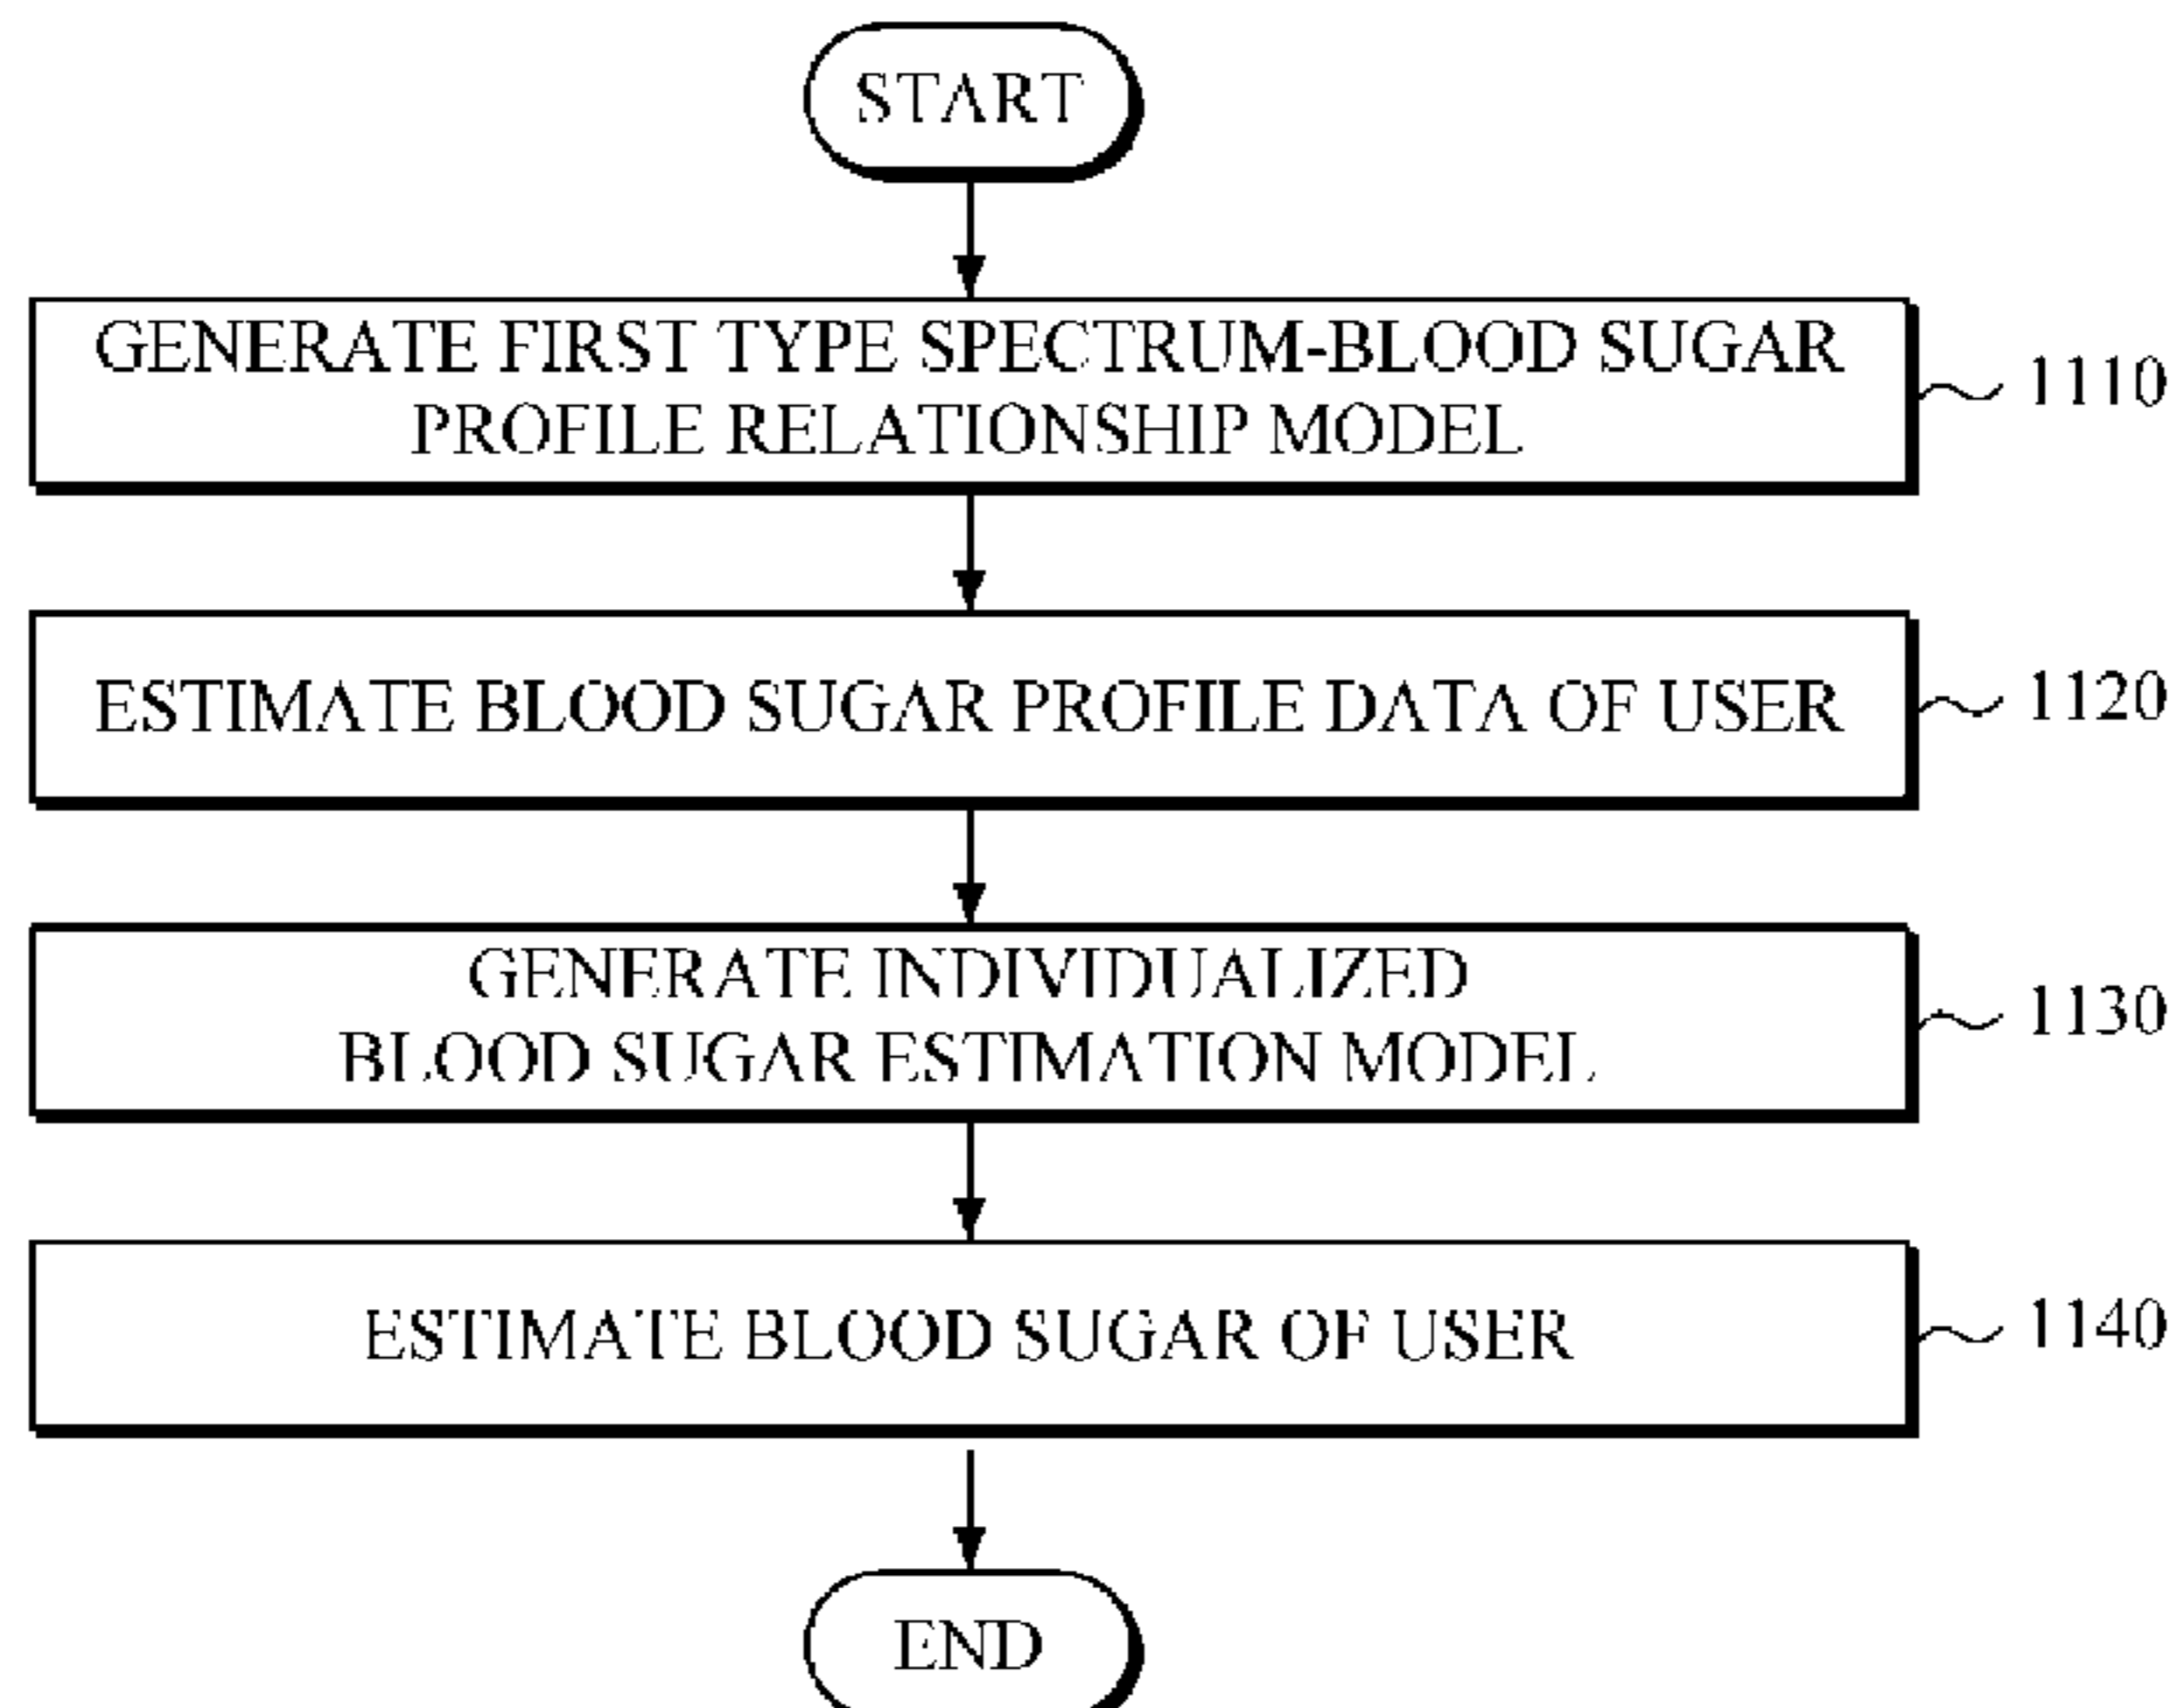 START
GENERATE FIRST TYPE SPECTRUM-BLOOD SUGAR
PROFILE RELATIONSHIP MODEL
1110
ESTIMATE BLOOD SUGAR PROFILE DATA OF USER
1120
GENERATE INDIVIDUALIZED
BLOOD SUGAR ESTIMATION MODEL
1130
ESTIMATE BLOOD SUGAR OF USER
1140
END